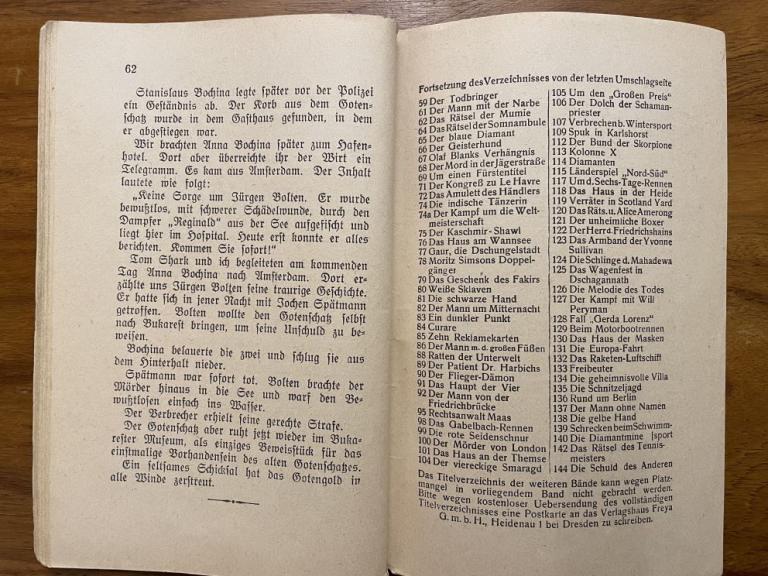 62
Stanislaus Bochina legte später vor der Polizei
ein Geständnis ab. Der Korb aus dem Goten-
schatz wurde in dem Gasthaus gefunden, in dem
er abgestiegen war.
Wir brachten Anna Bochina später zum Hafen-
hotel. Dort aber überreichte ihr der Wirt ein
Telegramm. Es kam aus Amsterdam. Der Inhalt
lautete wie folgt:
„Keine Sorge um Jürgen Bolten. Er wurde
bewußtlos, mit schwerer Schädelwunde, durch den
Dampfer „Reginald" aus der See aufgefischt und
liegt hier im Hospital. Heute erst konnte er alles
berichten. Kommen Sie sofort!"
Tom Shark und ich begleiteten am kommenden
Tag Anna Bochina nach Amsterdam. Dort er-
zählte uns Jürgen Bolten seine traurige Geschichte.
Er hatte sich in jener Nacht mit Jochen Spätmann
getroffen. Bolten wollte den Gotenschatz selbst
nach Bukarest bringen, um seine Unschuld zu be-
weisen.
Bochina belauerte die zwei und schlug sie aus
dem Hinterhalt nieder.
Spätmann war sofort tot. Bolten brachte der
Mörder hinaus in die See und warf den Be-
wußtlosen einfach ins Wasser.
Der Verbrecher erhielt seine gerechte Strafe.
Der Gotenschatz aber ruht jetzt wieder im Buka-
rester Museum, als einziges Beweisstück für das
einstmalige Vorhandensein des alten Gotenschatzes.
Ein seltsames Schicksal hat das Gotengold in
alle Winde zerstreut.
Fortsetzung des Verzeichnisses von der letzten Umschlagseite
59 Der Todbringer
61 Der Mann mit der Narbe
62 Das Rätsel der Mumie
64 Das Rätsel der Somnambule
65 Der blaue Diamant
66 Der Geisterhund
67 Olaf Blanks Verhängnis
68 Der Mord in der Jägerstraße
69 Um einen Fürstentitel
71 Der Kongreß zu Le Havre
72 Das Amulett des Händlers
74 Die indische Tänzerin
74a Der Kampf um die Welt-
meisterschaft
75 Der Kaschmir-Shawl
76 Das Haus am Wannsee
77 Gaur, die Dschungelstadt
78 Moritz Simsons Doppel-
gänger
79 Das Geschenk des Fakirs
80 Weiße Sklaven
81 Die schwarze Hand
82 Der Mann um Mitternacht
83 Ein dunkler Punkt
84 Curare
85 Zehn Reklamekarten
86 Der Mann m. d. großen Füßen
88 Ratten der Unterwelt
89 Der Patient Dr. Harbichs
90 Der Flieger-Dämon
91 Das Haupt der Vier
92 Der Mann von der
Friedrichbrücke
95 Rechtsanwalt Maas
98 Das Gabelbach-Rennen
99 Die rote Seidenschnur
100 Der Mörder von London
101 Das Haus an der Themse
104 Der viereckige Smaragd
105 Um den „Großen Preis"
106 Der Dolch der Schaman-
priester
107 Verbrechen b. Wintersport
109 Spuk in Karlshorst
112 Der Bund der Skorpione
113 Kolonne X
114 Diamanten
115 Länderspiel „Nord-Süd"
117 Um d. Sechs-Tage-Rennen
118 Das Haus in der Heide
119 Verräter in Scotland Yard
120 Das Räts. u. Alice Amerong
121 Der unheimliche Boxer
122 Der Herr d. Friedrichshains
123 Das Armband der Yvonne
Sullivan
124 Die Schlinge d. Mahadewa
125 Das Wagenfest in
Dschagannath
126 Die Melodie des Todes
127 Der Kampf mit Will
Peryman
128 Fall „Gerda Lorenz"
129 Beim Motorbootrennen
130 Das Haus der Masken
131 Die Europa-Fahrt
132 Das Raketen-Luftschiff
133 Freibeuter
134 Die geheimnisvolle Villa
135 Die Schnitzeljagd
136 Rund um Berlin
137 Der Mann ohne Namen
138 Die gelbe Hand
139 Schrecken beim Schwimm-
140 Die Diamantmine [sport
142 Das Rätsel des Tennis-
meisters
144 Die Schuld des Anderen
Das Titelverzeichnis der weiteren Bände kann wegen Platz-
mangel in vorliegendem Band nicht gebracht werden.
Bitte wegen kostenloser Uebersendung des vollständigen
Titelverzeichnisses eine Postkarte an das Verlagshaus Freya
G. m. b. H., Heidenau 1 bei Dresden zu schreiben.